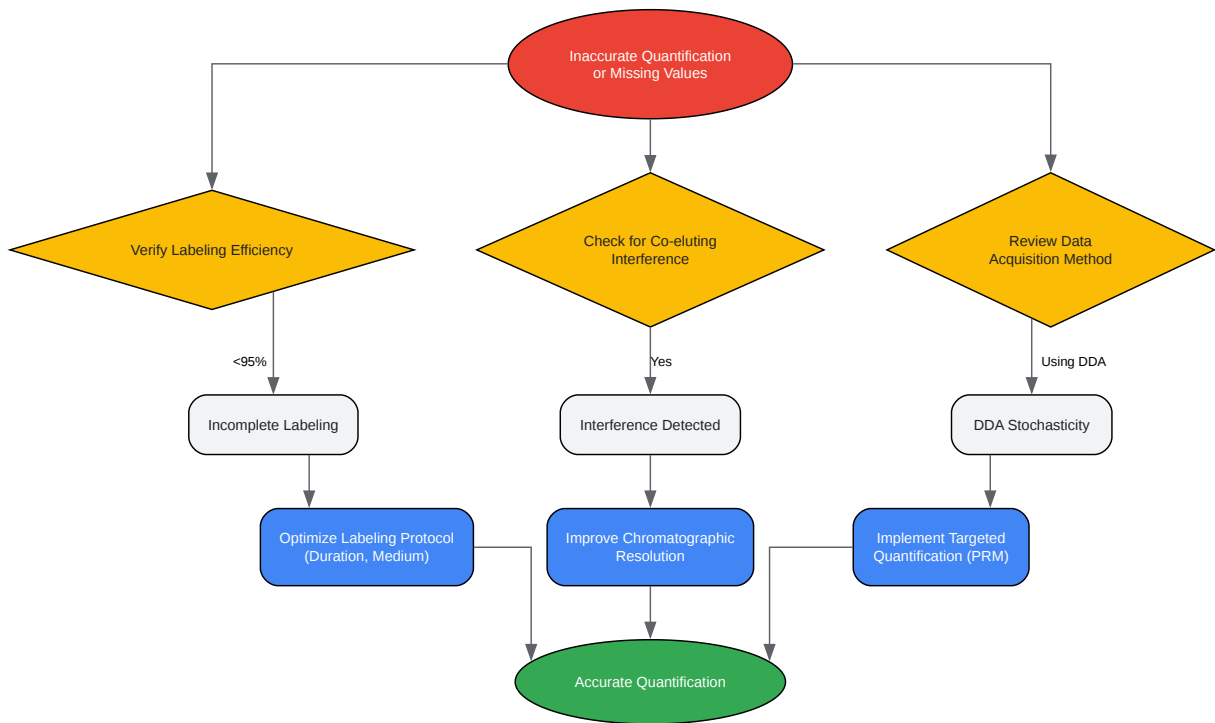 Inaccurate Quantification
or Missing Values
Verify Labeling Efficiency
Check for Co-eluting
Interference
Review Data
Acquisition Method
<95%
Yes
Using DDA
Incomplete Labeling
Interference Detected
DDA Stochasticity
Optimize Labeling Protocol
(Duration, Medium)
Improve Chromatographic
Resolution
Implement Targeted
Quantification (PRM)
Accurate Quantification